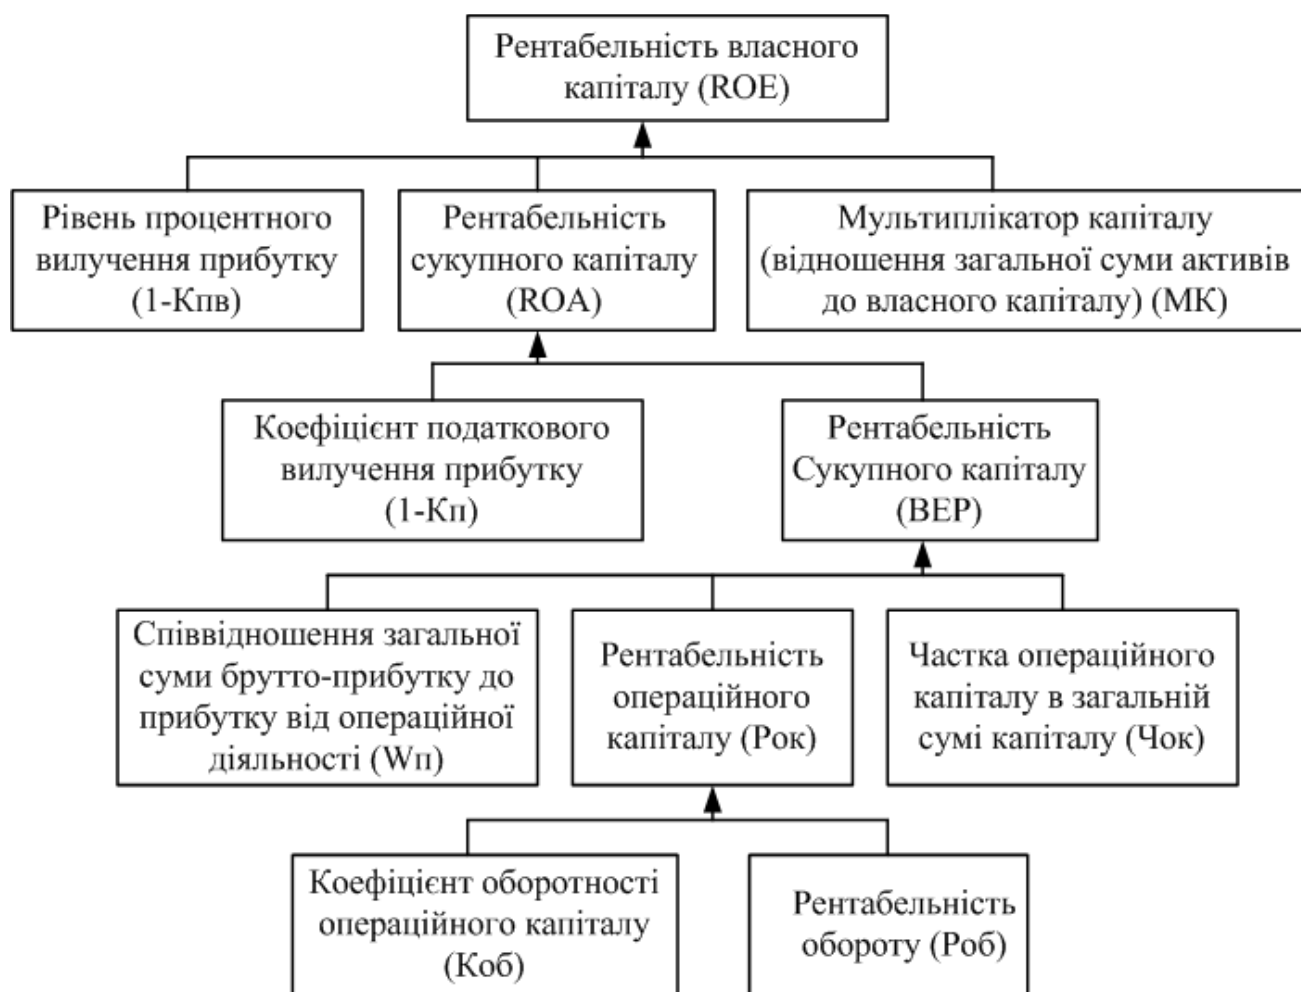 Рентабельність власного
капіталу (ROE)
Рівень процентного
вилучення прибутку
(1-Кпв)
Рентабельність
сукупного капіталу
(ROA)
Мультиплікатор капіталу
(відношення загальної суми активів
до власного капіталу) (МК)
Коефіцієнт податкового
вилучення прибутку
(1-Кп)
Рентабельність
Сукупного капіталу
(ВЕР)
Співвідношення загальної
суми брутто-прибутку до
прибутку від операційної
діяльності (Wп)
Рентабельність
операційного
капіталу (Рок)
Частка операційного
капіталу в загальній
сумі капіталу (Чок)
Коефіцієнт оборотності
операційного капіталу
(Коб)
Рентабельність
обороту (Роб)